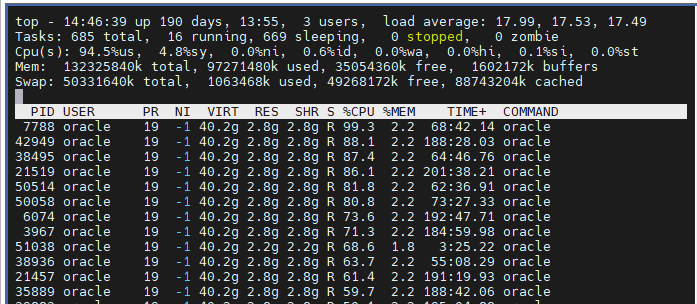 top - 14:46:39 up 190 days, 13:55,  3 users,  load average: 17.99, 17.53, 17.49
Tasks: 685 total,  16 running, 669 sleeping,   0 stopped,   0 zombie
Cpu(s): 94.5%us,  4.8%sy,  0.0%ni,  0.6%id,  0.0%wa,  0.0%hi,  0.1%si,  0.0%st
Mem:  132325840k total, 97271480k used, 35054360k free,  1602172k buffers
Swap: 50331640k total,  1063468k used, 49268172k free, 88743204k cached
PID USER      PR  NI  VIRT  RES  SHR S %CPU %MEM    TIME+  COMMAND
7788 oracle    19  -1 40.2g 2.8g 2.8g R 99.3  2.2  68:42.14 oracle
42949 oracle    19  -1 40.2g 2.8g 2.8g R 88.1  2.2 188:28.03 oracle
38495 oracle    19  -1 40.2g 2.8g 2.8g R 87.4  2.2  64:46.76 oracle
21519 oracle    19  -1 40.2g 2.8g 2.8g R 86.1  2.2 201:38.21 oracle
50514 oracle    19  -1 40.2g 2.8g 2.8g R 81.8  2.2  62:36.91 oracle
50058 oracle    19  -1 40.2g 2.8g 2.8g R 80.8  2.2  73:27.33 oracle
6074 oracle    19  -1 40.2g 2.8g 2.8g R 73.6  2.2 192:47.71 oracle
3967 oracle    19  -1 40.2g 2.8g 2.8g R 71.3  2.2 184:59.98 oracle
51038 oracle    19  -1 40.2g 2.2g 2.2g R 68.6  1.8   3:25.22 oracle
38936 oracle    19  -1 40.2g 2.8g 2.8g R 63.7  2.2  55:08.29 oracle
21457 oracle    19  -1 40.2g 2.8g 2.8g R 61.4  2.2 191:19.93 oracle
35889 oracle    19  -1 40.2g 2.8g 2.8g R 59.7  2.2 188:42.06 oracle